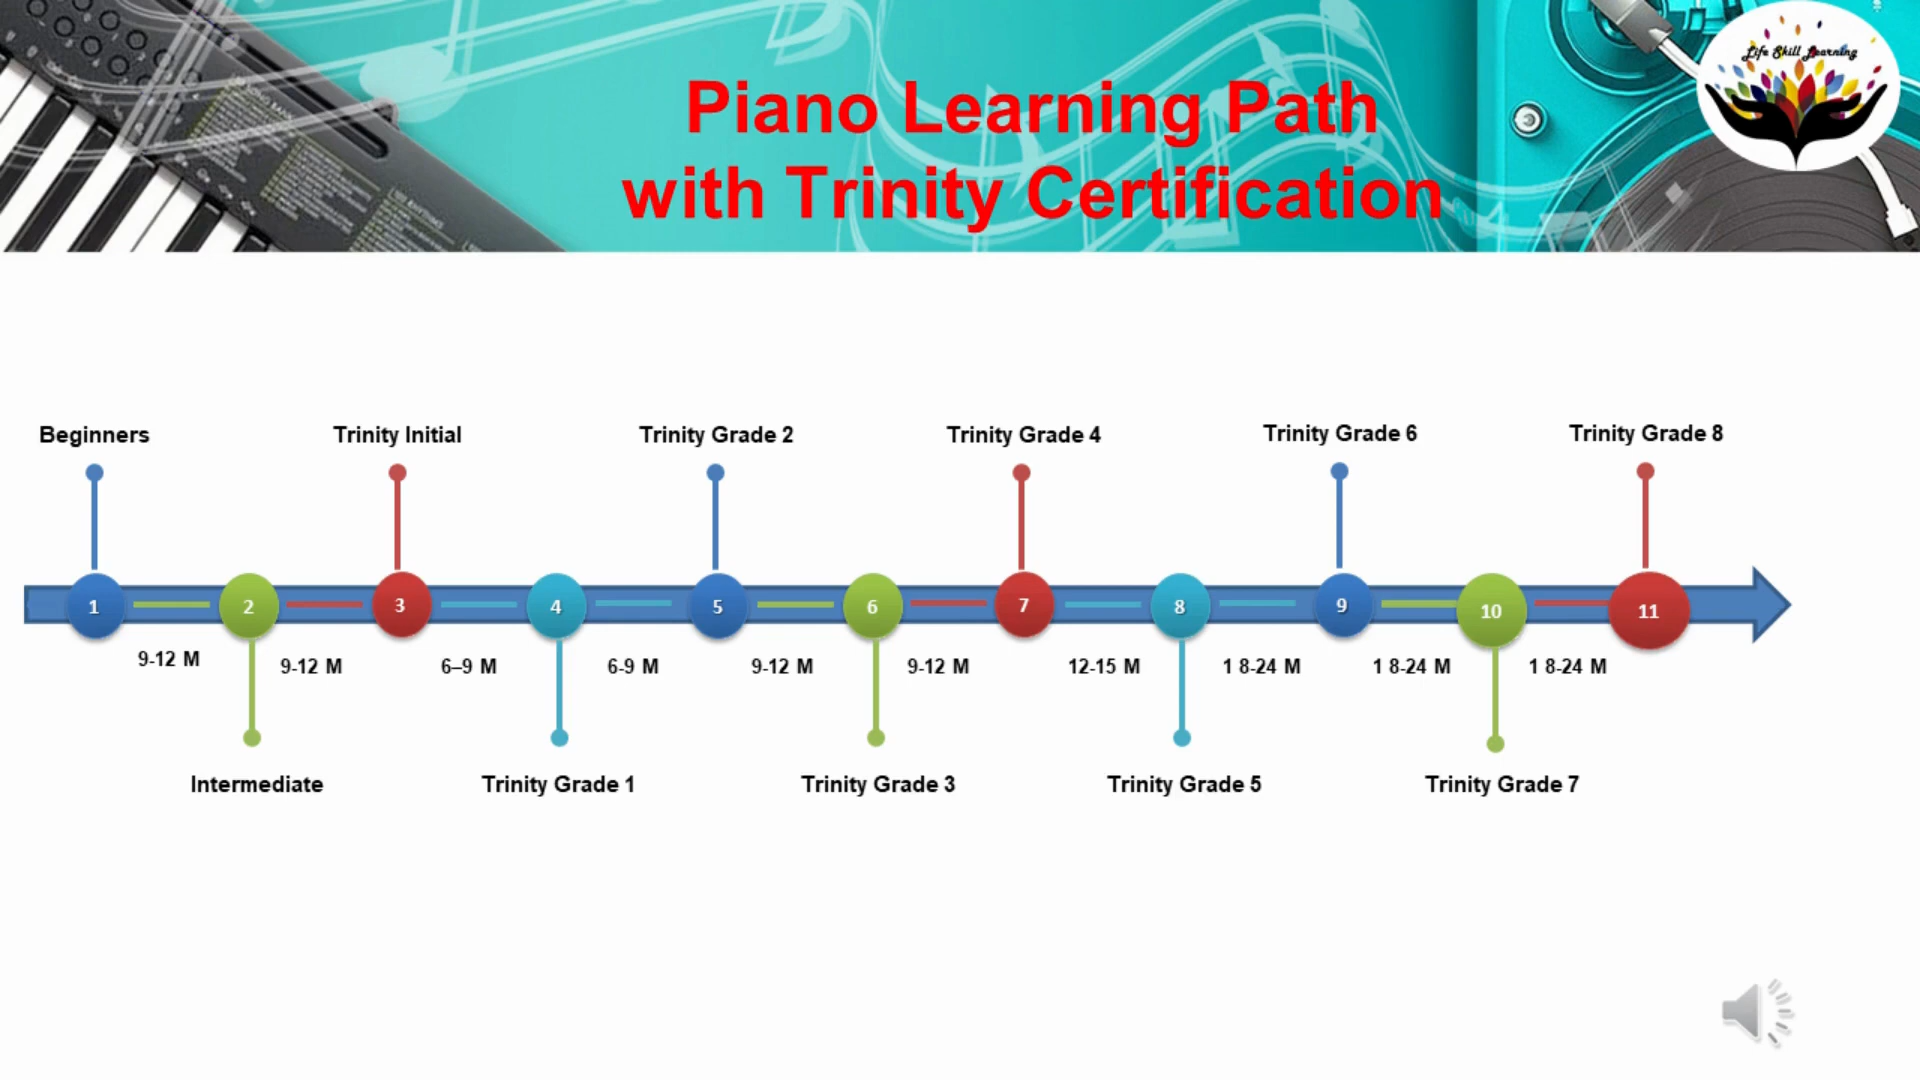 Life Skill Learning
Piano Learning Path
with Trinity Certification
Beginners
Trinity Initial
Trinity Grade 2
Trinity Grade 4
Trinity Grade 6
Trinity Grade 8
1
2
3
4
5
6
7
8
9
10
11
9-12 M
9-12 M
6–9 M
6-9 M
9-12 M
9-12 M
12-15 M
1 8-24 M
1 8-24 M
1 8-24 M
Intermediate
Trinity Grade 1
Trinity Grade 3
Trinity Grade 5
Trinity Grade 7